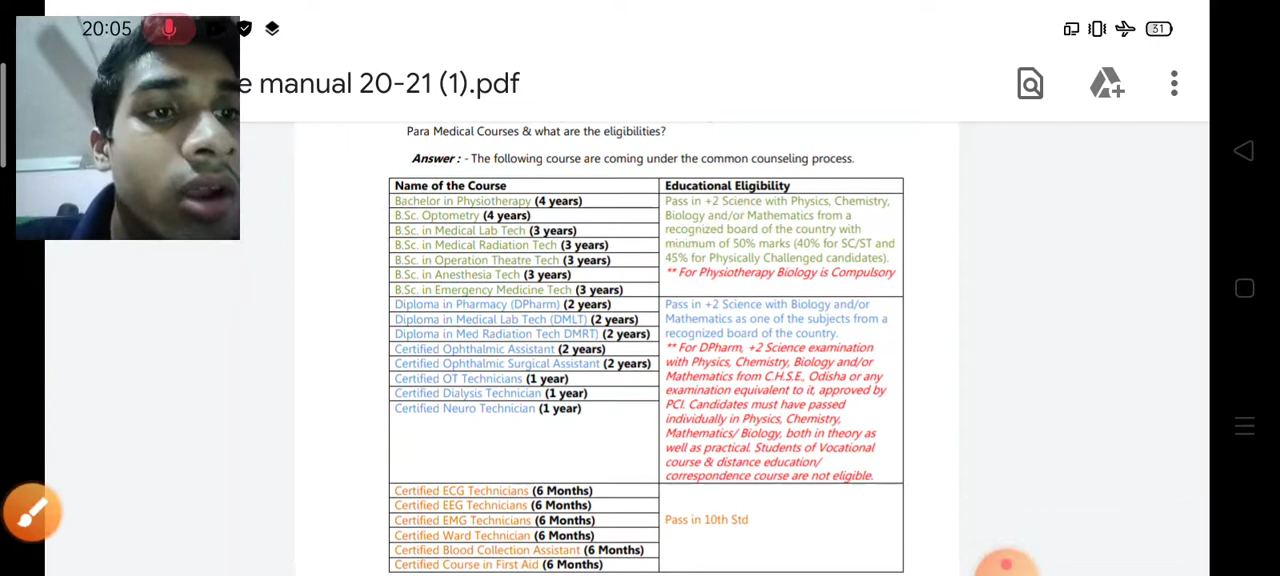 20:05
31
e manual 20-21 (1).pdf
Para Medical Courses & what are the eligibilities?
Answer : - The following course are coming under the common counseling process.
Name of the Course
Bachelor in Physiotherapy (4 years)
B.Sc. Optometry (4 years)
B.Sc. in Medical Lab Tech (3 years)
B.Sc. in Medical Radiation Tech (3 years)
B.Sc. in Operation Theatre Tech (3 years)
B.Sc. in Anesthesia Tech (3 years)
B.Sc. in Emergency Medicine Tech (3 years)
Educational Eligibility
Pass in +2 Science with Physics, Chemistry,
Biology and/or Mathematics from a
recognized board of the country with
minimum of 50% marks (40% for SC/ST and
45% for Physically Challenged candidates).
** For Physiotherapy Biology is Compulsory
Diploma in Pharmacy (DPharm) (2 years)
Diploma in Medical Lab Tech (DMLT) (2 years)
Diploma in Med Radiation Tech DMRT) (2 years)
Certified Ophthalmic Assistant (2 years)
Certified Ophthalmic Surgical Assistant (2 years)
Certified OT Technicians (1 year)
Certified Dialysis Technician (1 year)
Certified Neuro Technician (1 year)
Pass in +2 Science with Biology and/or
Mathematics as one of the subjects from a
recognized board of the country.
** For DPharm, +2 Science examination
with Physics, Chemistry, Biology and/or
Mathematics from C.H.S.E., Odisha or any
examination equivalent to it, approved by
PCI. Candidates must have passed
individually in Physics, Chemistry,
Mathematics/ Biology, both in theory as
well as practical. Students of Vocational
course & distance education/
correspondence course are not eligible.
Certified ECG Technicians (6 Months)
Certified EEG Technicians (6 Months)
Certified EMG Technicians (6 Months)
Certified Ward Technician (6 Months)
Certified Blood Collection Assistant (6 Months)
Certified Course in First Aid (6 Months)
Pass in 10th Std